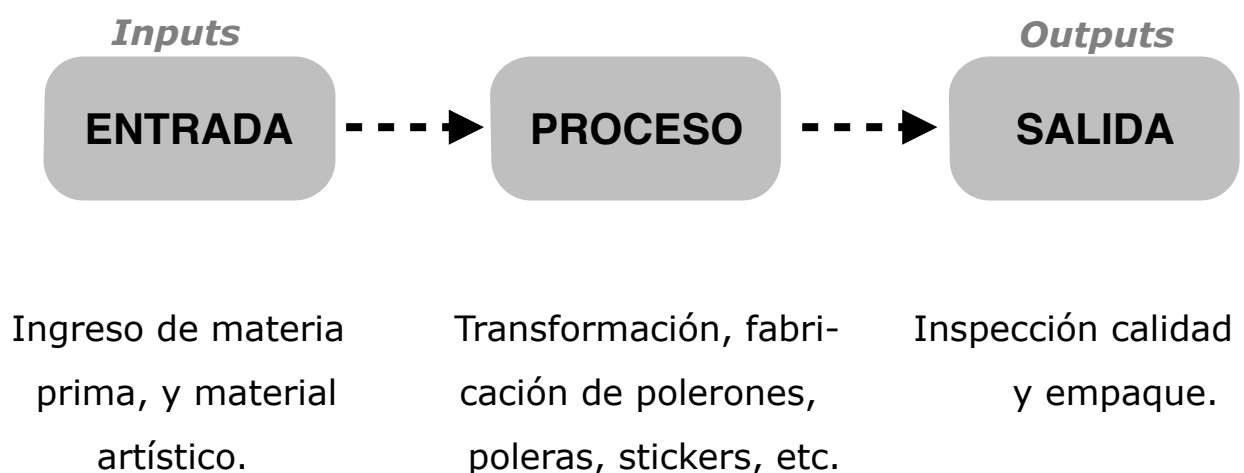 Inputs
Outputs
ENTRADA
PROCESO
SALIDA
Ingreso de materia
prima, y material
artístico.
Transformación, fabri-
cación de polerones,
poleras, stickers, etc.
Inspección calidad
y empaque.